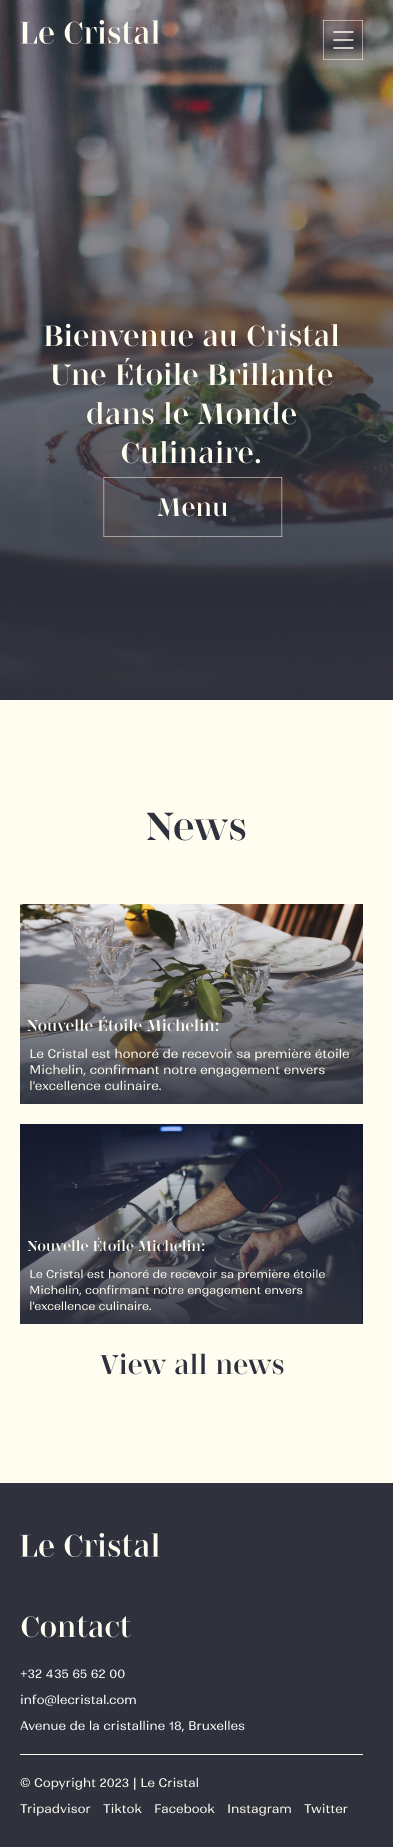 Le Cristal
Bienvenue au Cristal
Une Étoile Brillante
dans le Monde
Culinaire.
Menu
News
Nouvelle Étoile Michelin:
Le Cristal est honoré de recevoir sa première étoile
Michelin, confirmant notre engagement envers
l'excellence culinaire.
Nouvelle Étoile Michelin:
Le Cristal est honoré de recevoir sa première étoile
Michelin, confirmant notre engagement envers
l'excellence culinaire.
View all news
Le Cristal
Contact
+32 435 65 62 00
info@lecristal.com
Avenue de la cristalline 18, Bruxelles
© Copyright 2023 | Le Cristal
Tripadvisor Tiktok Facebook Instagram Twitter